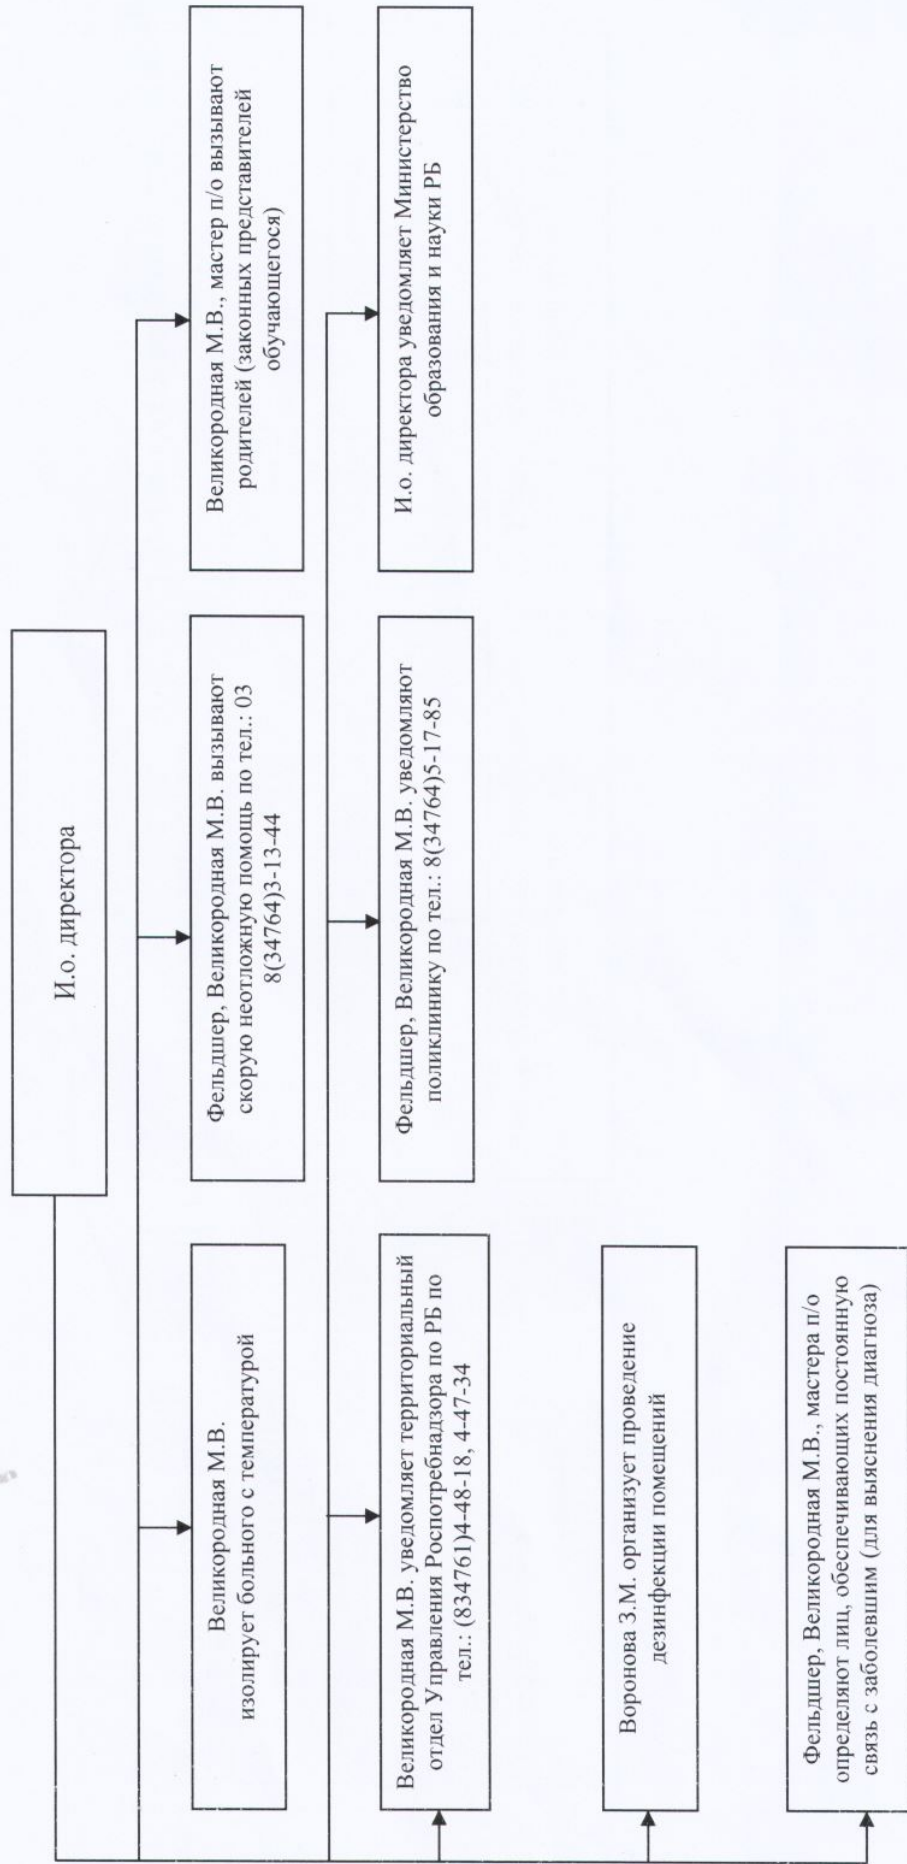 И.о. директора
Великородная М.В.
изолирует больного с температурой
Фельдшер, Великородная М.В. вызывают
скорую неотложную помощь по тел.: 03
8(34764)3-13-44
Великородная М.В., мастер п/о вызывают
родителей (законных представителей
обучающегося)
Великородная М.В. уведомляет территориальный
отдел Управления Роспотребнадзора по РБ по
тел.: (834761)4-48-18, 4-47-34
Фельдшер, Великородная М.В. уведомляют
поликлинику по тел.: 8(34764)5-17-85
И.о. директора уведомляет Министерство
образования и науки РБ
Воронова З.М. организует проведение
дезинфекции помещений
Фельдшер, Великородная М.В., мастера п/о
определяют лиц, обеспечивающих постоянную
связь с заболевшим (для выяснения диагноза)